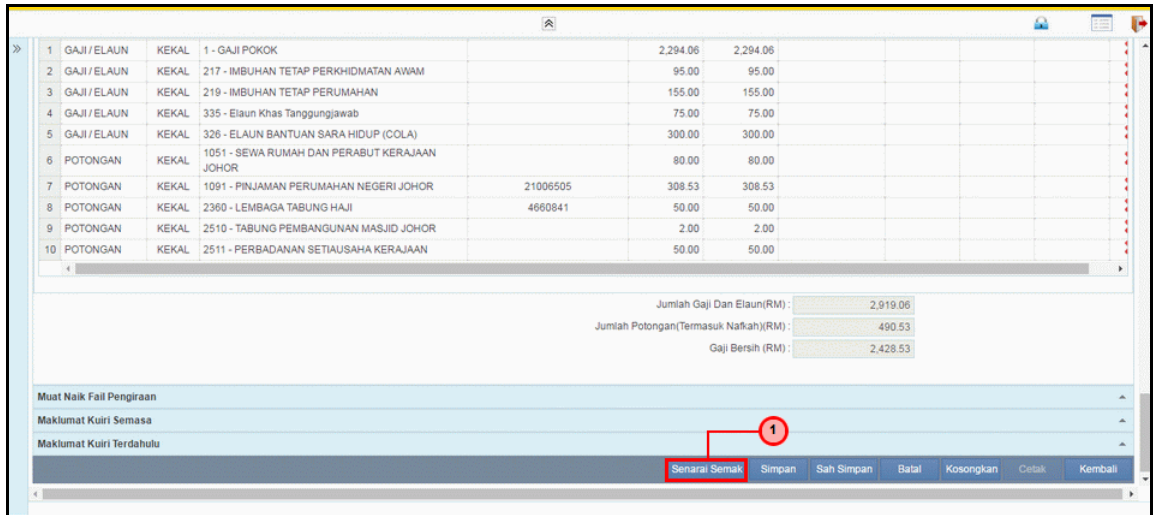 1 GAJI / ELAUN KEKAL 1 - GAJI POKOK 2,294.06 2,294.06
2 GAJI / ELAUN KEKAL 217 - IMBUHAN TETAP PERKHIDMATAN AWAM 95.00 95.00
3 GAJI / ELAUN KEKAL 219 - IMBUHAN TETAP PERUMAHAN 155.00 155.00
4 GAJI / ELAUN KEKAL 335 - Elaun Khas Tanggungjawab 75.00 75.00
5 GAJI / ELAUN KEKAL 326 - ELAUN BANTUAN SARA HIDUP (COLA) 300.00 300.00
6 POTONGAN KEKAL 1051 - SEWA RUMAH DAN PERABUT KERAJAAN JOHOR 80.00 80.00
7 POTONGAN KEKAL 1091 - PINJAMAN PERUMAHAN NEGERI JOHOR 21006505 308.53 308.53
8 POTONGAN KEKAL 2360 - LEMBAGA TABUNG HAJI 4660841 50.00 50.00
9 POTONGAN KEKAL 2510 - TABUNG PEMBANGUNAN MASJID JOHOR 2.00 2.00
10 POTONGAN KEKAL 2511 - PERBADANAN SETIAUSAHA KERAJAAN 50.00 50.00
Jumlah Gaji Dan Elaun(RM) : 2,919.06
Jumlah Potongan(Termasuk Nafkah)(RM) : 490.53
Gaji Bersih (RM) : 2,428.53
Muat Naik Fail Pengiraan
Maklumat Kuiri Semasa
Maklumat Kuiri Terdahulu
1
Senarai Semak Simpan Sah Simpan Batal Kosongkan Cetak Kembali